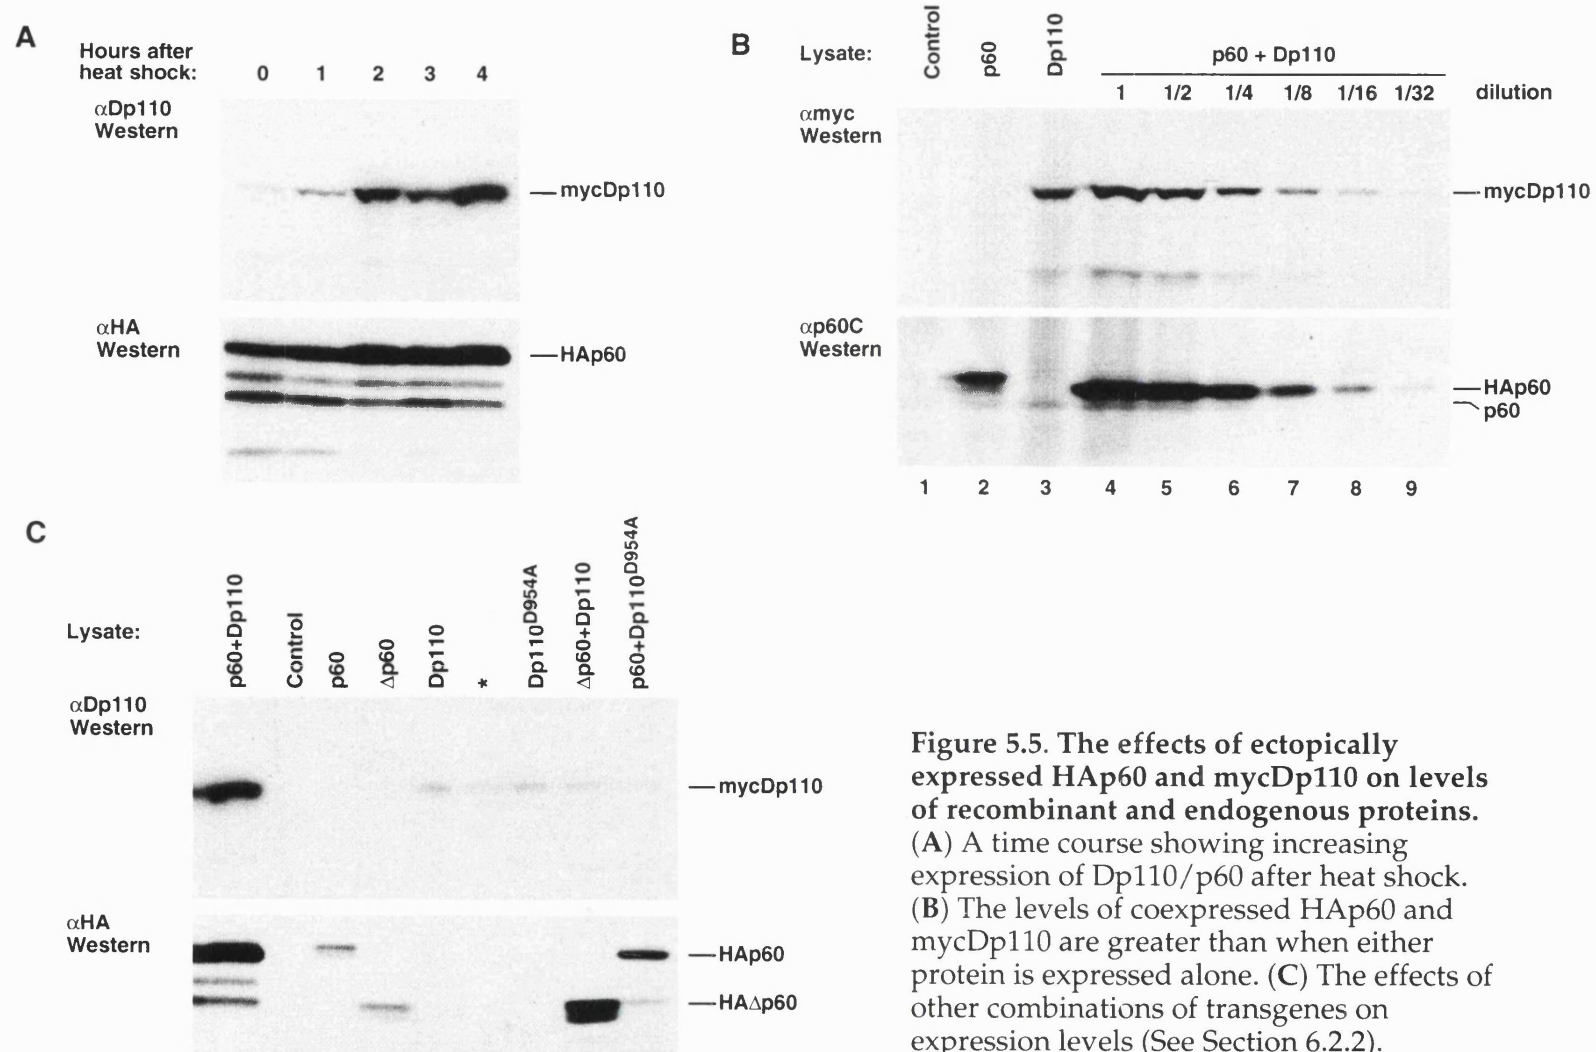 A
Hours after
heat shock: 0 1 2 3 4
αDp110
Western
mycDp110
αHA
Western
HAp60
B
Lysate: Control p60 Dp110 p60 + Dp110
1 1/2 1/4 1/8 1/16 1/32 dilution
αmyc
Western
mycDp110
αp60C
Western
HAp60
p60
1 2 3 4 5 6 7 8 9
C
Lysate: p60+Dp110 Control p60 Δp60 Dp110 * Dp110D954A Δp60+Dp110 p60+Dp110D954A
αDp110
Western
mycDp110
αHA
Western
HAp60
HAΔp60
Figure 5.5. The effects of ectopically
expressed HAp60 and mycDp110 on levels
of recombinant and endogenous proteins.
(A) A time course showing increasing
expression of Dp110/p60 after heat shock.
(B) The levels of coexpressed HAp60 and
mycDp110 are greater than when either
protein is expressed alone. (C) The effects of
other combinations of transgenes on
expression levels (See Section 6.2.2).